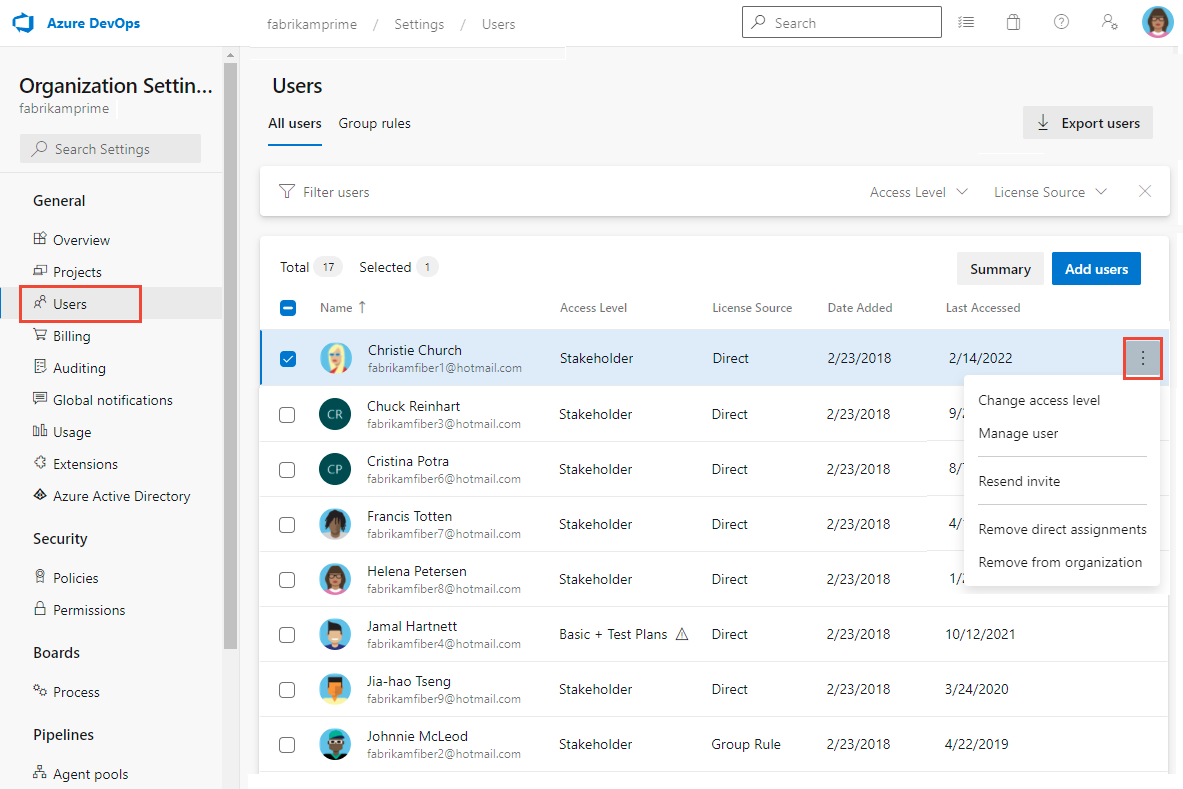 Azure DevOps
fabrikamprime / Settings / Users
Search
Organization Settin...
fabrikamprime
Search Settings
General
Overview
Projects
Users
Billing
Auditing
Global notifications
Usage
Extensions
Azure Active Directory
Security
Policies
Permissions
Boards
Process
Pipelines
Agent pools
Users
All users Group rules
Export users
Filter users Access Level License Source
Total 17 Selected 1 Summary Add users
Name ↑ Access Level License Source Date Added Last Accessed
Christie Church Stakeholder Direct 2/23/2018 2/14/2022
fabrikamfiber1@hotmail.com
CR Chuck Reinhart Stakeholder Direct 2/23/2018 9/
fabrikamfiber3@hotmail.com
CP Cristina Potra Stakeholder Direct 2/23/2018 8/
fabrikamfiber6@hotmail.com
Francis Totten Stakeholder Direct 2/23/2018 4/
fabrikamfiber7@hotmail.com
Helena Petersen Stakeholder Direct 2/23/2018 1/
fabrikamfiber8@hotmail.com
Jamal Hartnett Basic + Test Plans Direct 2/23/2018 10/12/2021
fabrikamfiber4@hotmail.com
Jia-hao Tseng Stakeholder Direct 2/23/2018 3/24/2020
fabrikamfiber9@hotmail.com
Johnnie McLeod Stakeholder Group Rule 2/23/2018 4/22/2019
fabrikamfiber2@hotmail.com
Change access level
Manage user
Resend invite
Remove direct assignments
Remove from organization